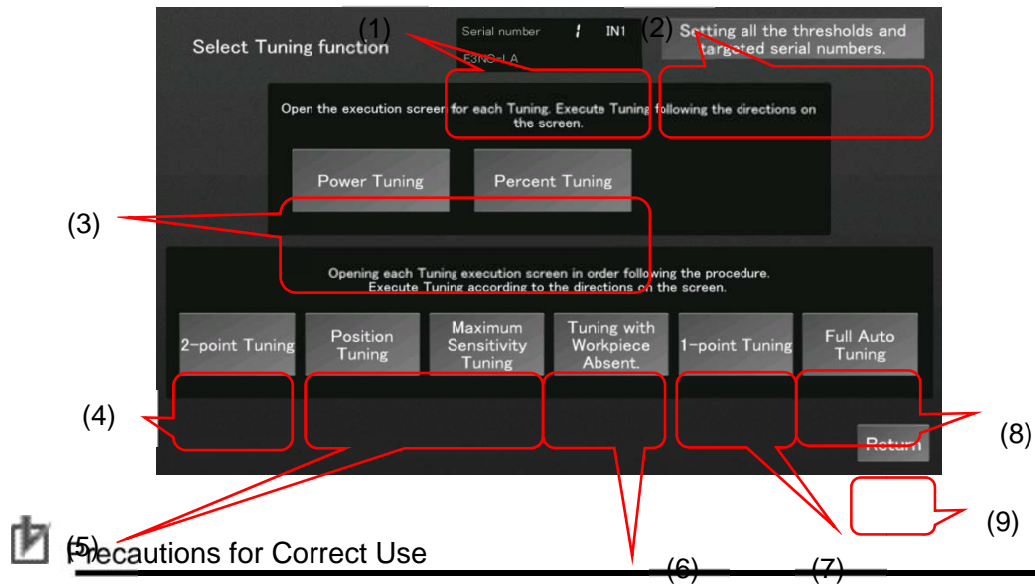 (1)
(2)
Select Tuning function
Serial number 1 IN1
E3NC-LA
Setting all the thresholds and
targeted serial numbers.
Open the execution screen for each Tuning. Execute Tuning following the directions on
the screen.
Power Tuning
Percent Tuning
(3)
Opening each Tuning execution screen in order following the procedure.
Execute Tuning according to the directions on the screen.
2-point Tuning
Position
Tuning
Maximum
Sensitivity
Tuning
Tuning with
Workpiece
Absent.
1-point Tuning
Full Auto
Tuning
(4)
(8)
Return
(9)
(5)
Precautions for Correct Use
(6)
(7)